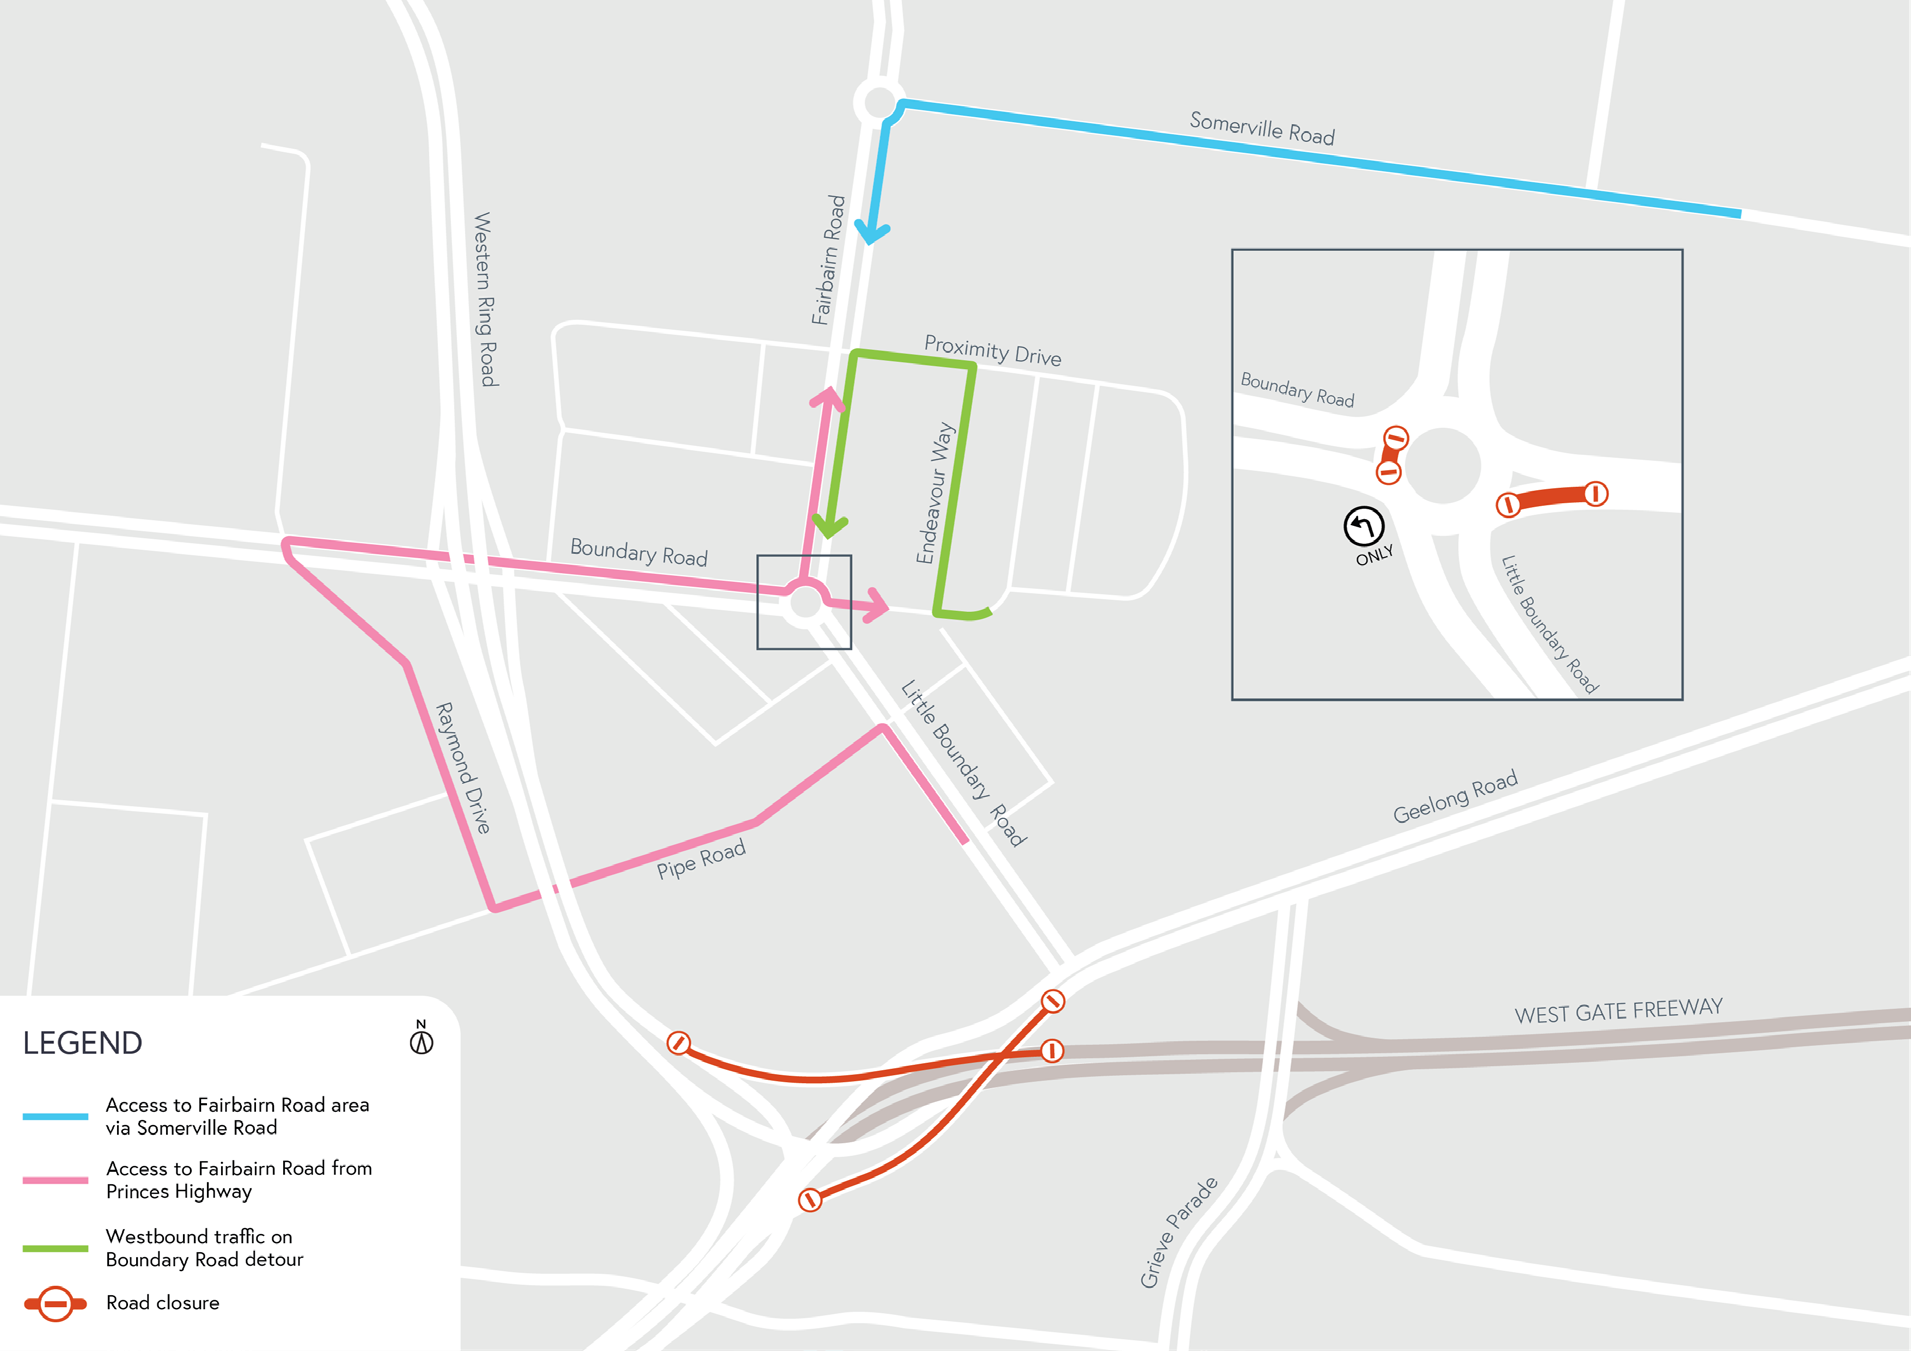 Somerville Road
Fairbairn Road
Western Ring Road
Proximity Drive
Endeavour Way
Boundary Road
Boundary Road
ONLY
Little Boundary Road
Little Boundary Road
Raymond Drive
Pipe Road
Geelong Road
WEST GATE FREEWAY
Grieve Parade
LEGEND
N
Access to Fairbairn Road area
via Somerville Road
Access to Fairbairn Road from
Princes Highway
Westbound traffic on
Boundary Road detour
Road closure